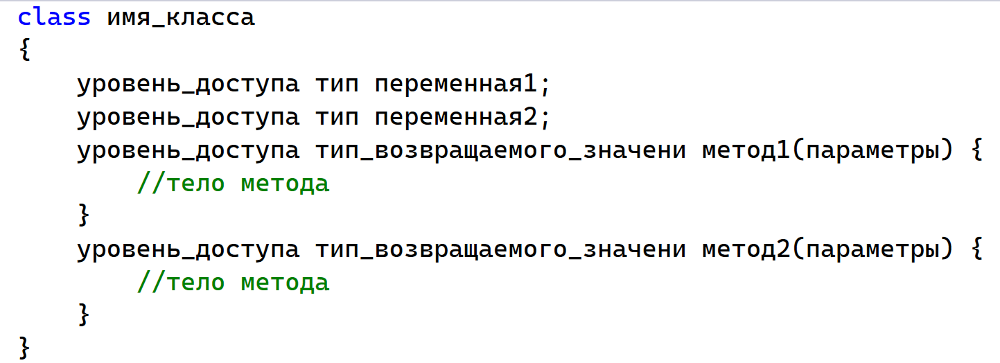 class имя_класса
{
уровень_доступа тип переменная1;
уровень_доступа тип переменная2;
уровень_доступа тип_возвращаемого_значени метод1(параметры) {
//тело метода
}
уровень_доступа тип_возвращаемого_значени метод2(параметры) {
//тело метода
}
}